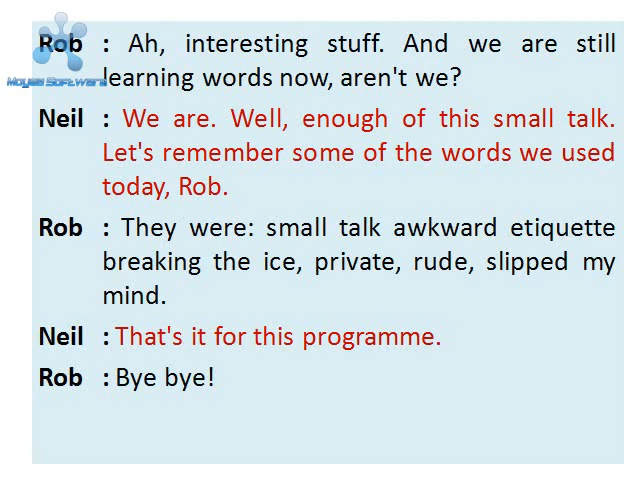 Rob : Ah, interesting stuff. And we are still
Moyea Software
learning words now, aren't we?
Neil : We are. Well, enough of this small talk.
Let's remember some of the words we used
today, Rob.
Rob : They were: small talk awkward etiquette
breaking the ice, private, rude, slipped my
mind.
Neil : That's it for this programme.
Rob : Bye bye!